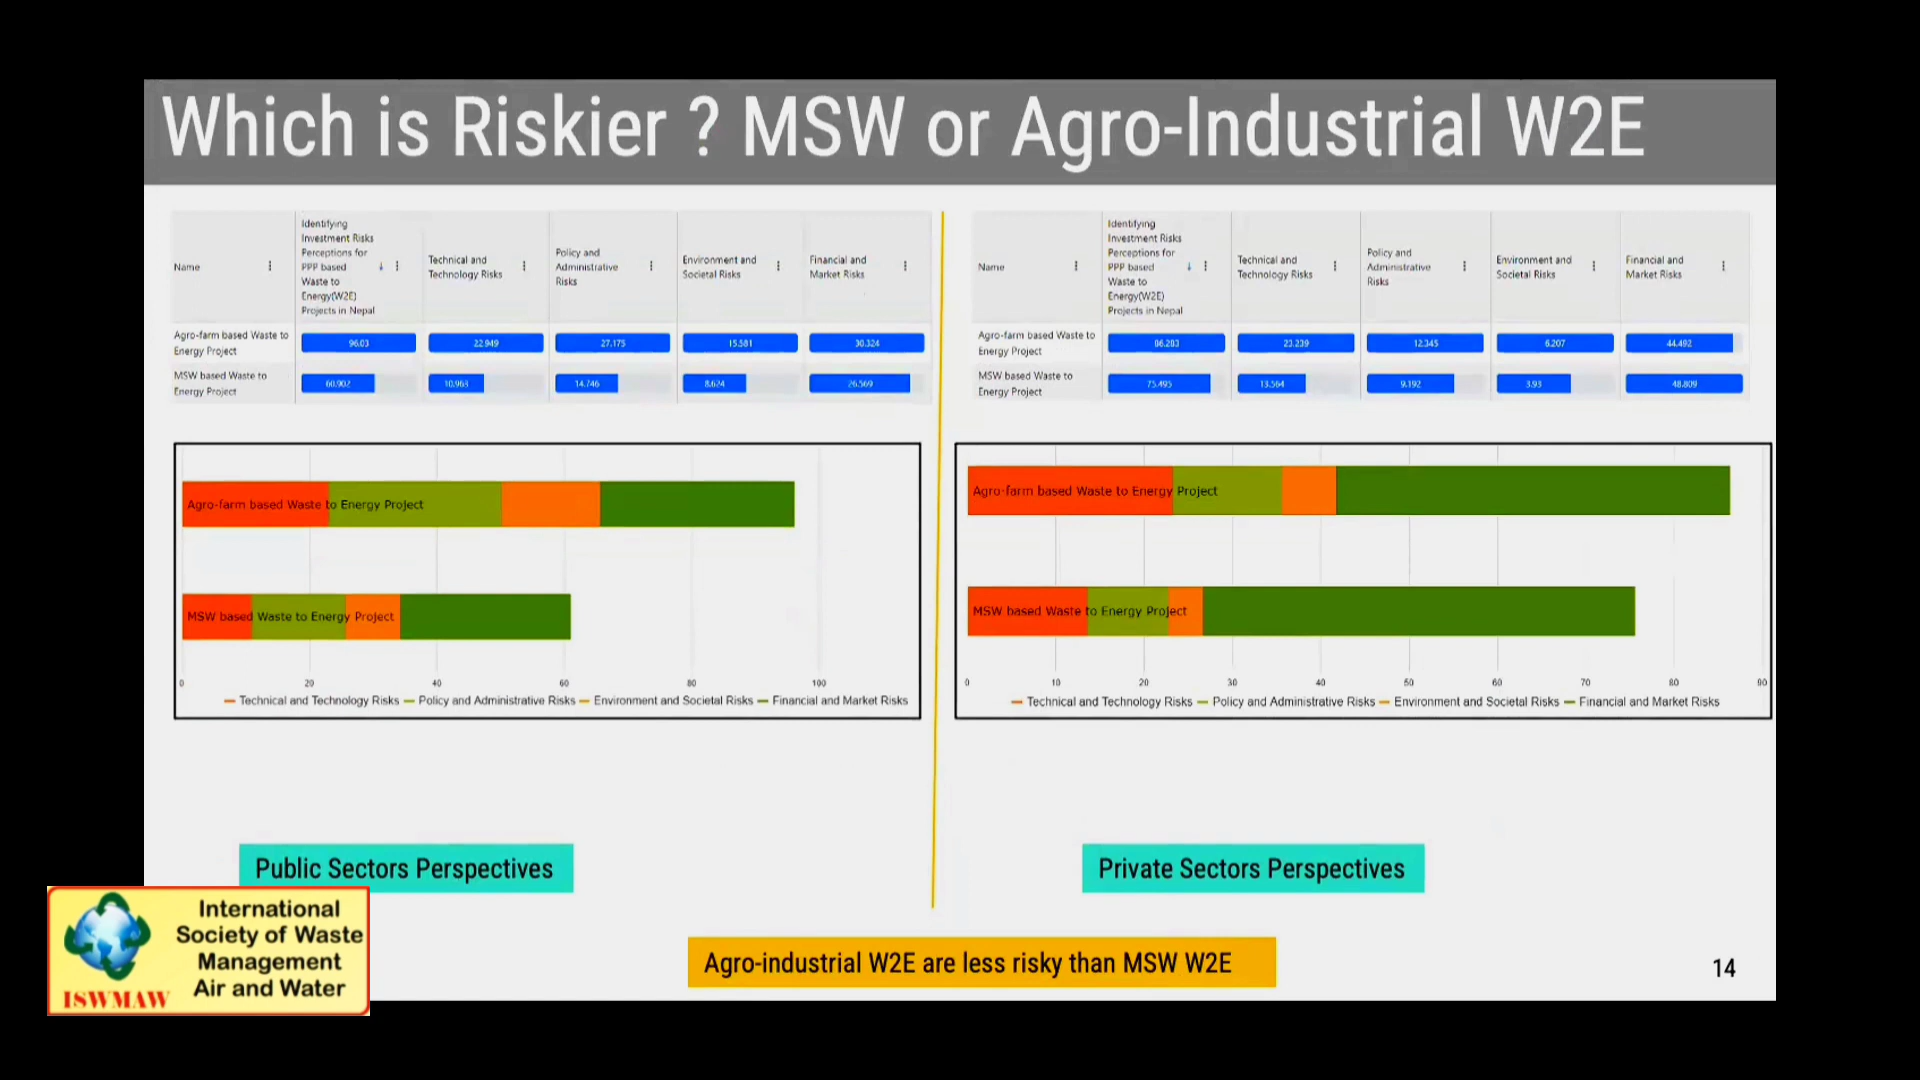 Which is Riskier ? MSW or Agro-Industrial W2E
Name
Identifying
Investment Risks
Perceptions for
PPP based
Waste to
Energy(W2E)
Projects in Nepal
Technical and
Technology Risks
Policy and
Administrative
Risks
Environment and
Societal Risks
Financial and
Market Risks
Agro-farm based Waste to
Energy Project
96.03
22.949
27.175
15.581
30.324
MSW based Waste to
Energy Project
60.902
10.963
14.746
8.624
26.569
Name
Identifying
Investment Risks
Perceptions for
PPP based
Waste to
Energy(W2E)
Projects in Nepal
Technical and
Technology Risks
Policy and
Administrative
Risks
Environment and
Societal Risks
Financial and
Market Risks
Agro-farm based Waste to
Energy Project
86.283
23.239
12.345
6.207
44.492
MSW based Waste to
Energy Project
75.495
13.564
9.192
3.93
48.809
Agro-farm based Waste to Energy Project
MSW based Waste to Energy Project
0 20 40 60 80 100
Technical and Technology Risks Policy and Administrative Risks Environment and Societal Risks Financial and Market Risks
Agro-farm based Waste to Energy Project
MSW based Waste to Energy Project
0 10 20 30 40 50 60 70 80 90
Technical and Technology Risks Policy and Administrative Risks Environment and Societal Risks Financial and Market Risks
Public Sectors Perspectives
Private Sectors Perspectives
Agro-industrial W2E are less risky than MSW W2E
14
International
Society of Waste
Management
Air and Water
ISWMAW